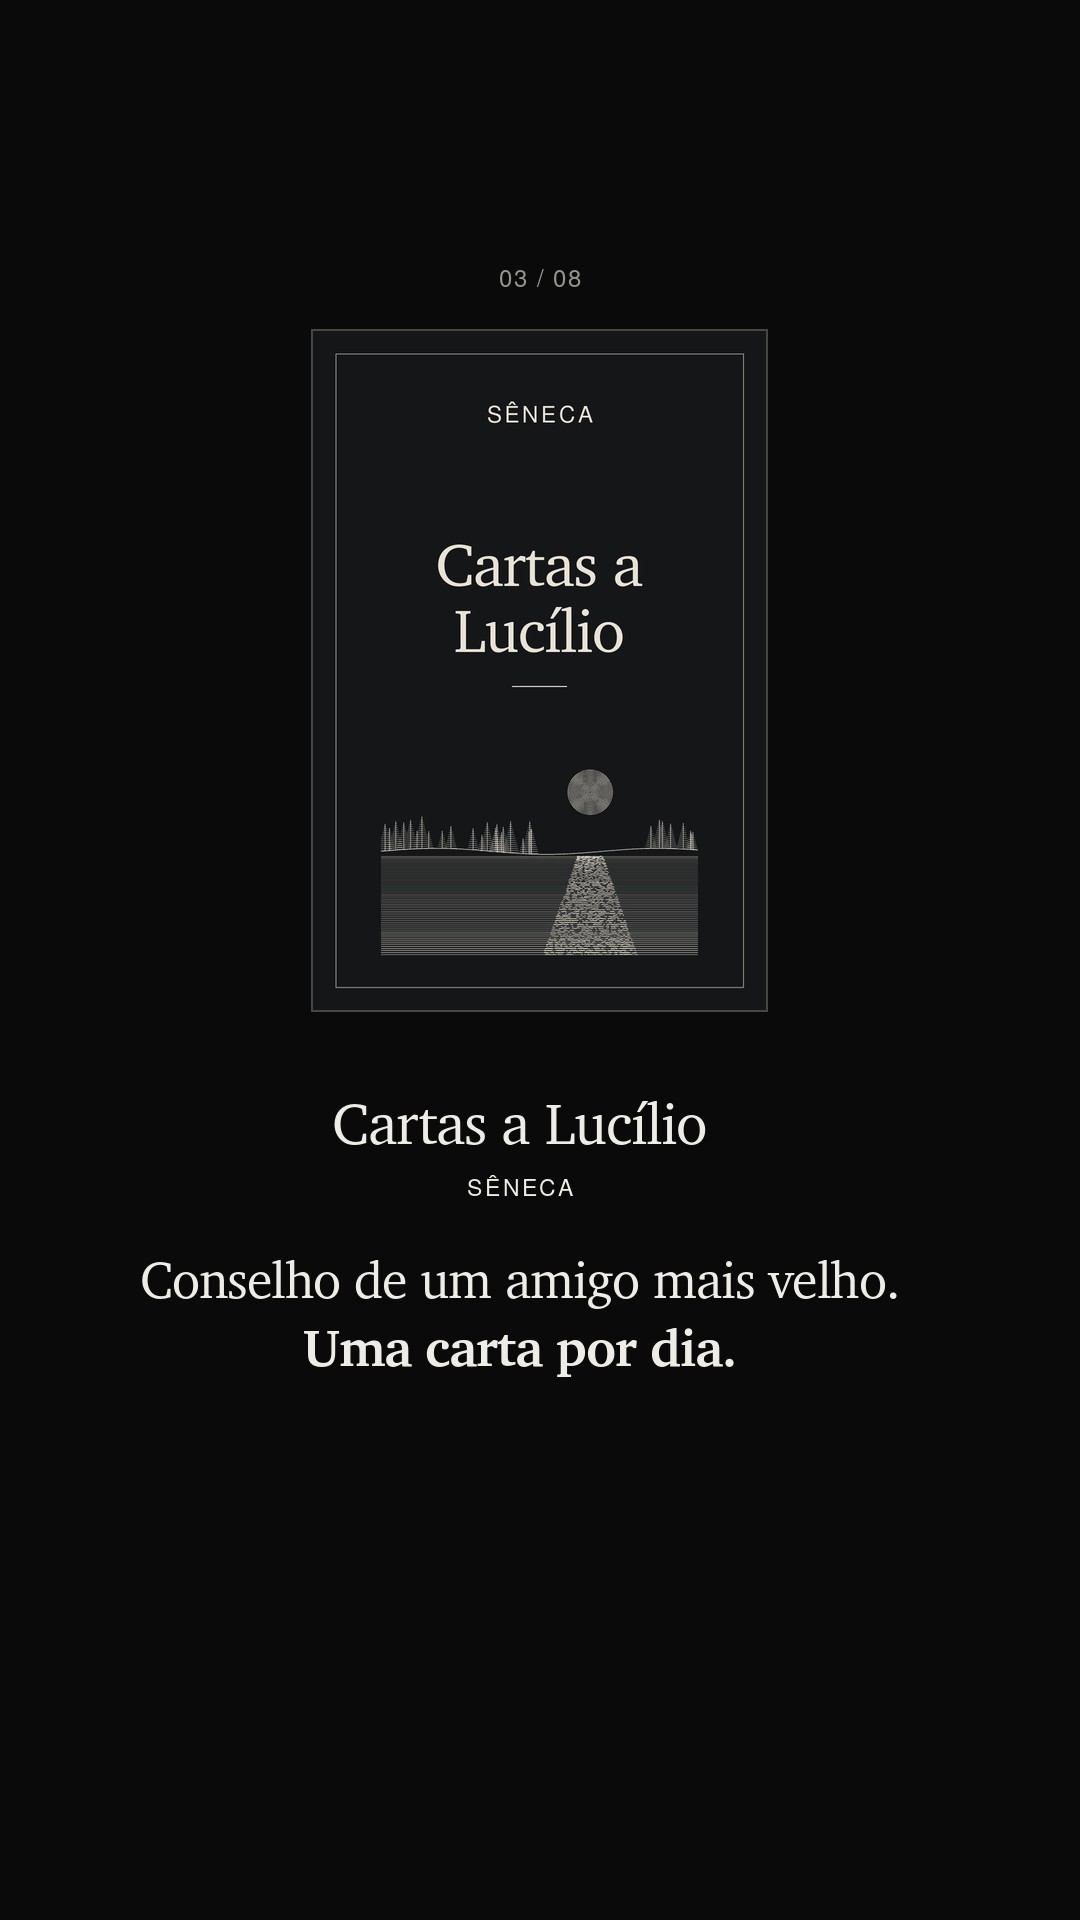 03 / 08
SÊNECA
Cartas a
Lucílio
Cartas a Lucílio
SÊNECA
Conselho de um amigo mais velho.
Uma carta por dia.